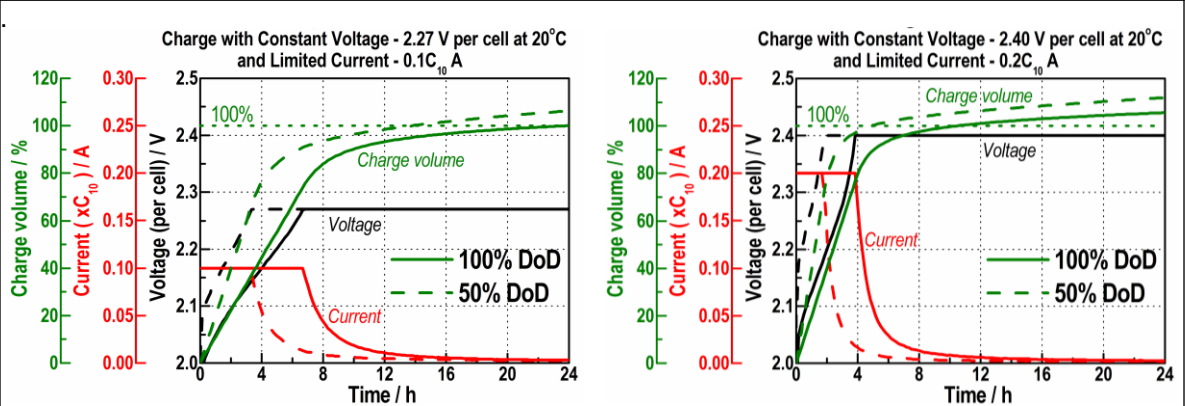 .
Charge with Constant Voltage - 2.27 V per cell at 20°C
and Limited Current - 0.1C10 A
Charge volume / %
120
100
80
60
40
20
0
Current ( xC10 ) / A
0.30
0.25
0.20
0.15
0.10
0.05
0.00
Voltage (per cell) / V
2.5
2.4
2.3
2.2
2.1
2.0
100%
Charge volume
Voltage
100% DoD
50% DoD
Current
0 4 8 12 16 20 24
Time / h
Charge with Constant Voltage - 2.40 V per cell at 20°C
and Limited Current - 0.2C10 A
Charge volume / %
120
100
80
60
40
20
0
Current ( xC10 ) / A
0.30
0.25
0.20
0.15
0.10
0.05
0.00
Voltage (per cell) / V
2.5
2.4
2.3
2.2
2.1
2.0
100%
Charge volume
Voltage
Current
100% DoD
50% DoD
0 4 8 12 16 20 24
Time / h